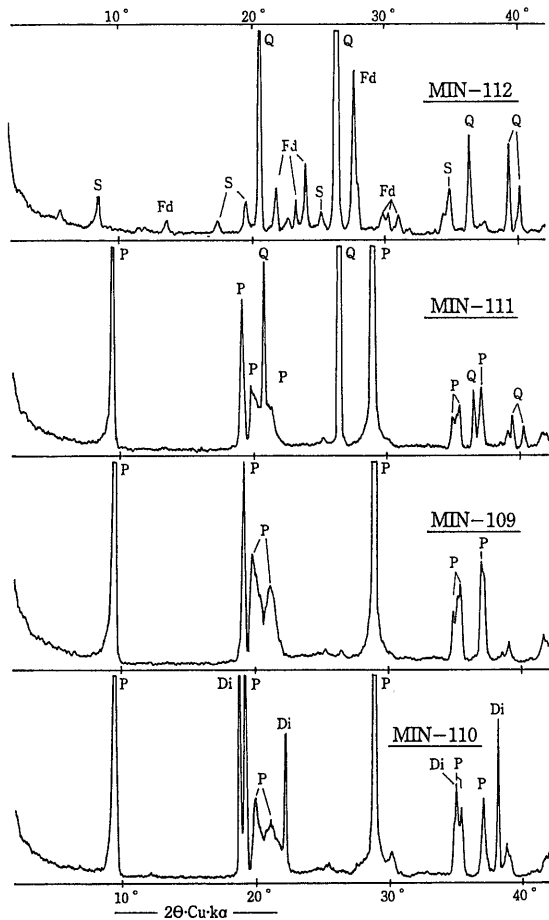 10° 20° 30° 40°
Q Q
Fd
MIN-112
Q Q
S Fd S Fd S Fd S
P Q Q P
MIN-111
P
P P P Q P Q
P P P
MIN-109
P P P
P Di P P
MIN-110
Di Di
P Di P P
10° 20° 30° 40°
2Θ·Cu·kα